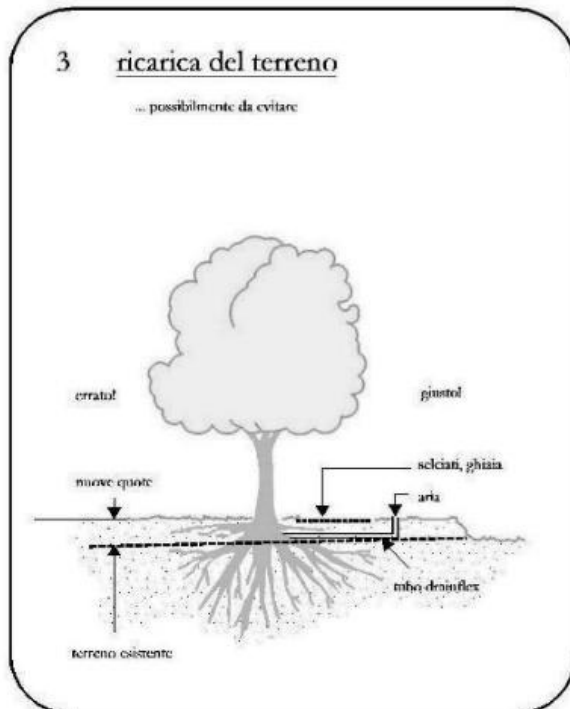 3 ricarica del terreno
... possibilmente da evitare
errato!
giusto!
selciati, ghiaia
nuove quote
aria
tubo drainflex
terreno esistente